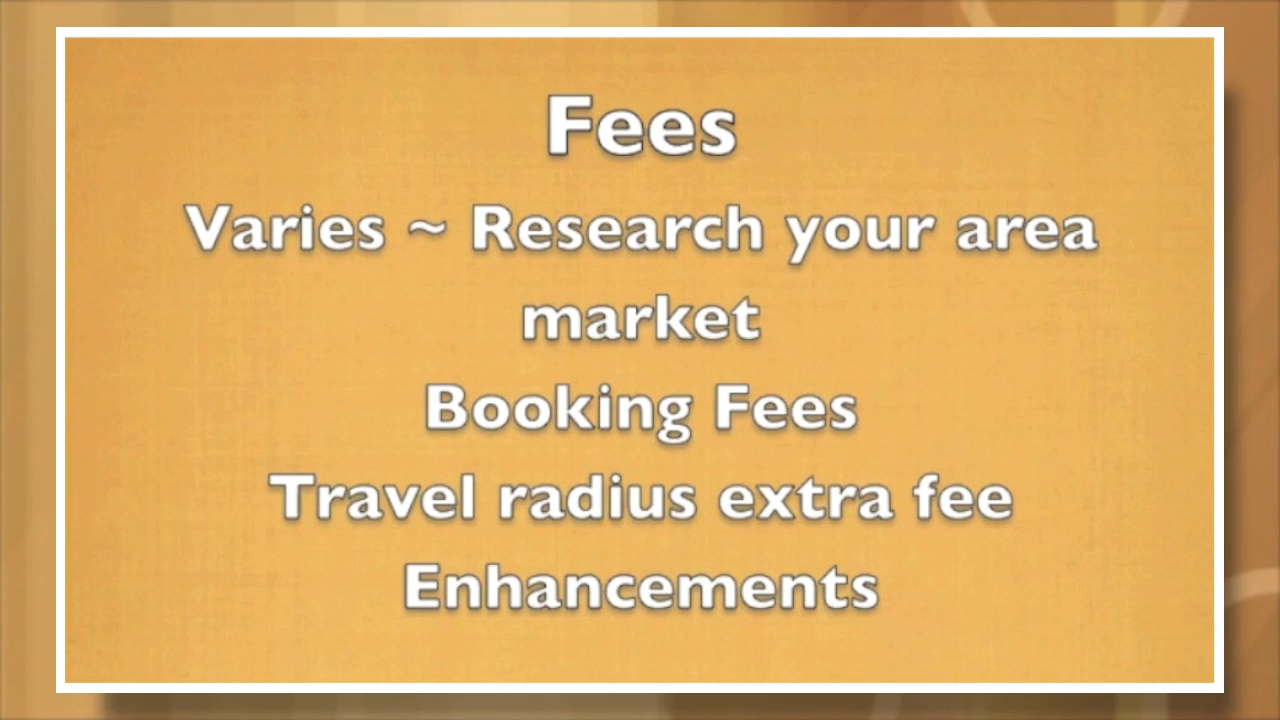 Fees
Varies ~ Research your area
market
Booking Fees
Travel radius extra fee
Enhancements